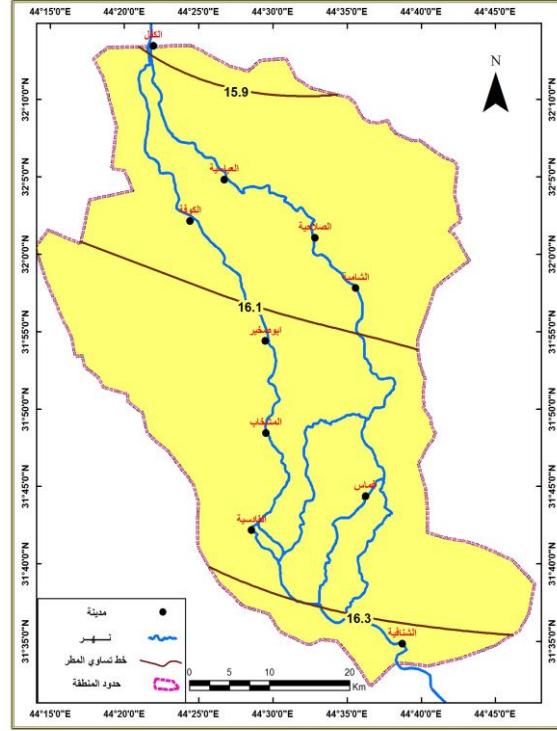 44°15'0"E 44°20'0"E 44°25'0"E 44°30'0"E 44°35'0"E 44°40'0"E 44°45'0"E
الكفل
N
32°10'0"N 32°10'0"N
15.9
العباسية
32°5'0"N 32°5'0"N
الكوفة
الصلاحية
32°0'0"N 32°0'0"N
الشامية
16.1
31°55'0"N 31°55'0"N
ابوصخير
31°50'0"N 31°50'0"N
المشخاب
31°45'0"N 31°45'0"N
غماس
القادسية
31°40'0"N 31°40'0"N
16.3
الشنافية
31°35'0"N 31°35'0"N
مدينة
نـــهـــر
خط تساوي المطر
حدود المنطقة
0 2.5 5 10 20
Km
44°15'0"E 44°20'0"E 44°25'0"E 44°30'0"E 44°35'0"E 44°40'0"E 44°45'0"E